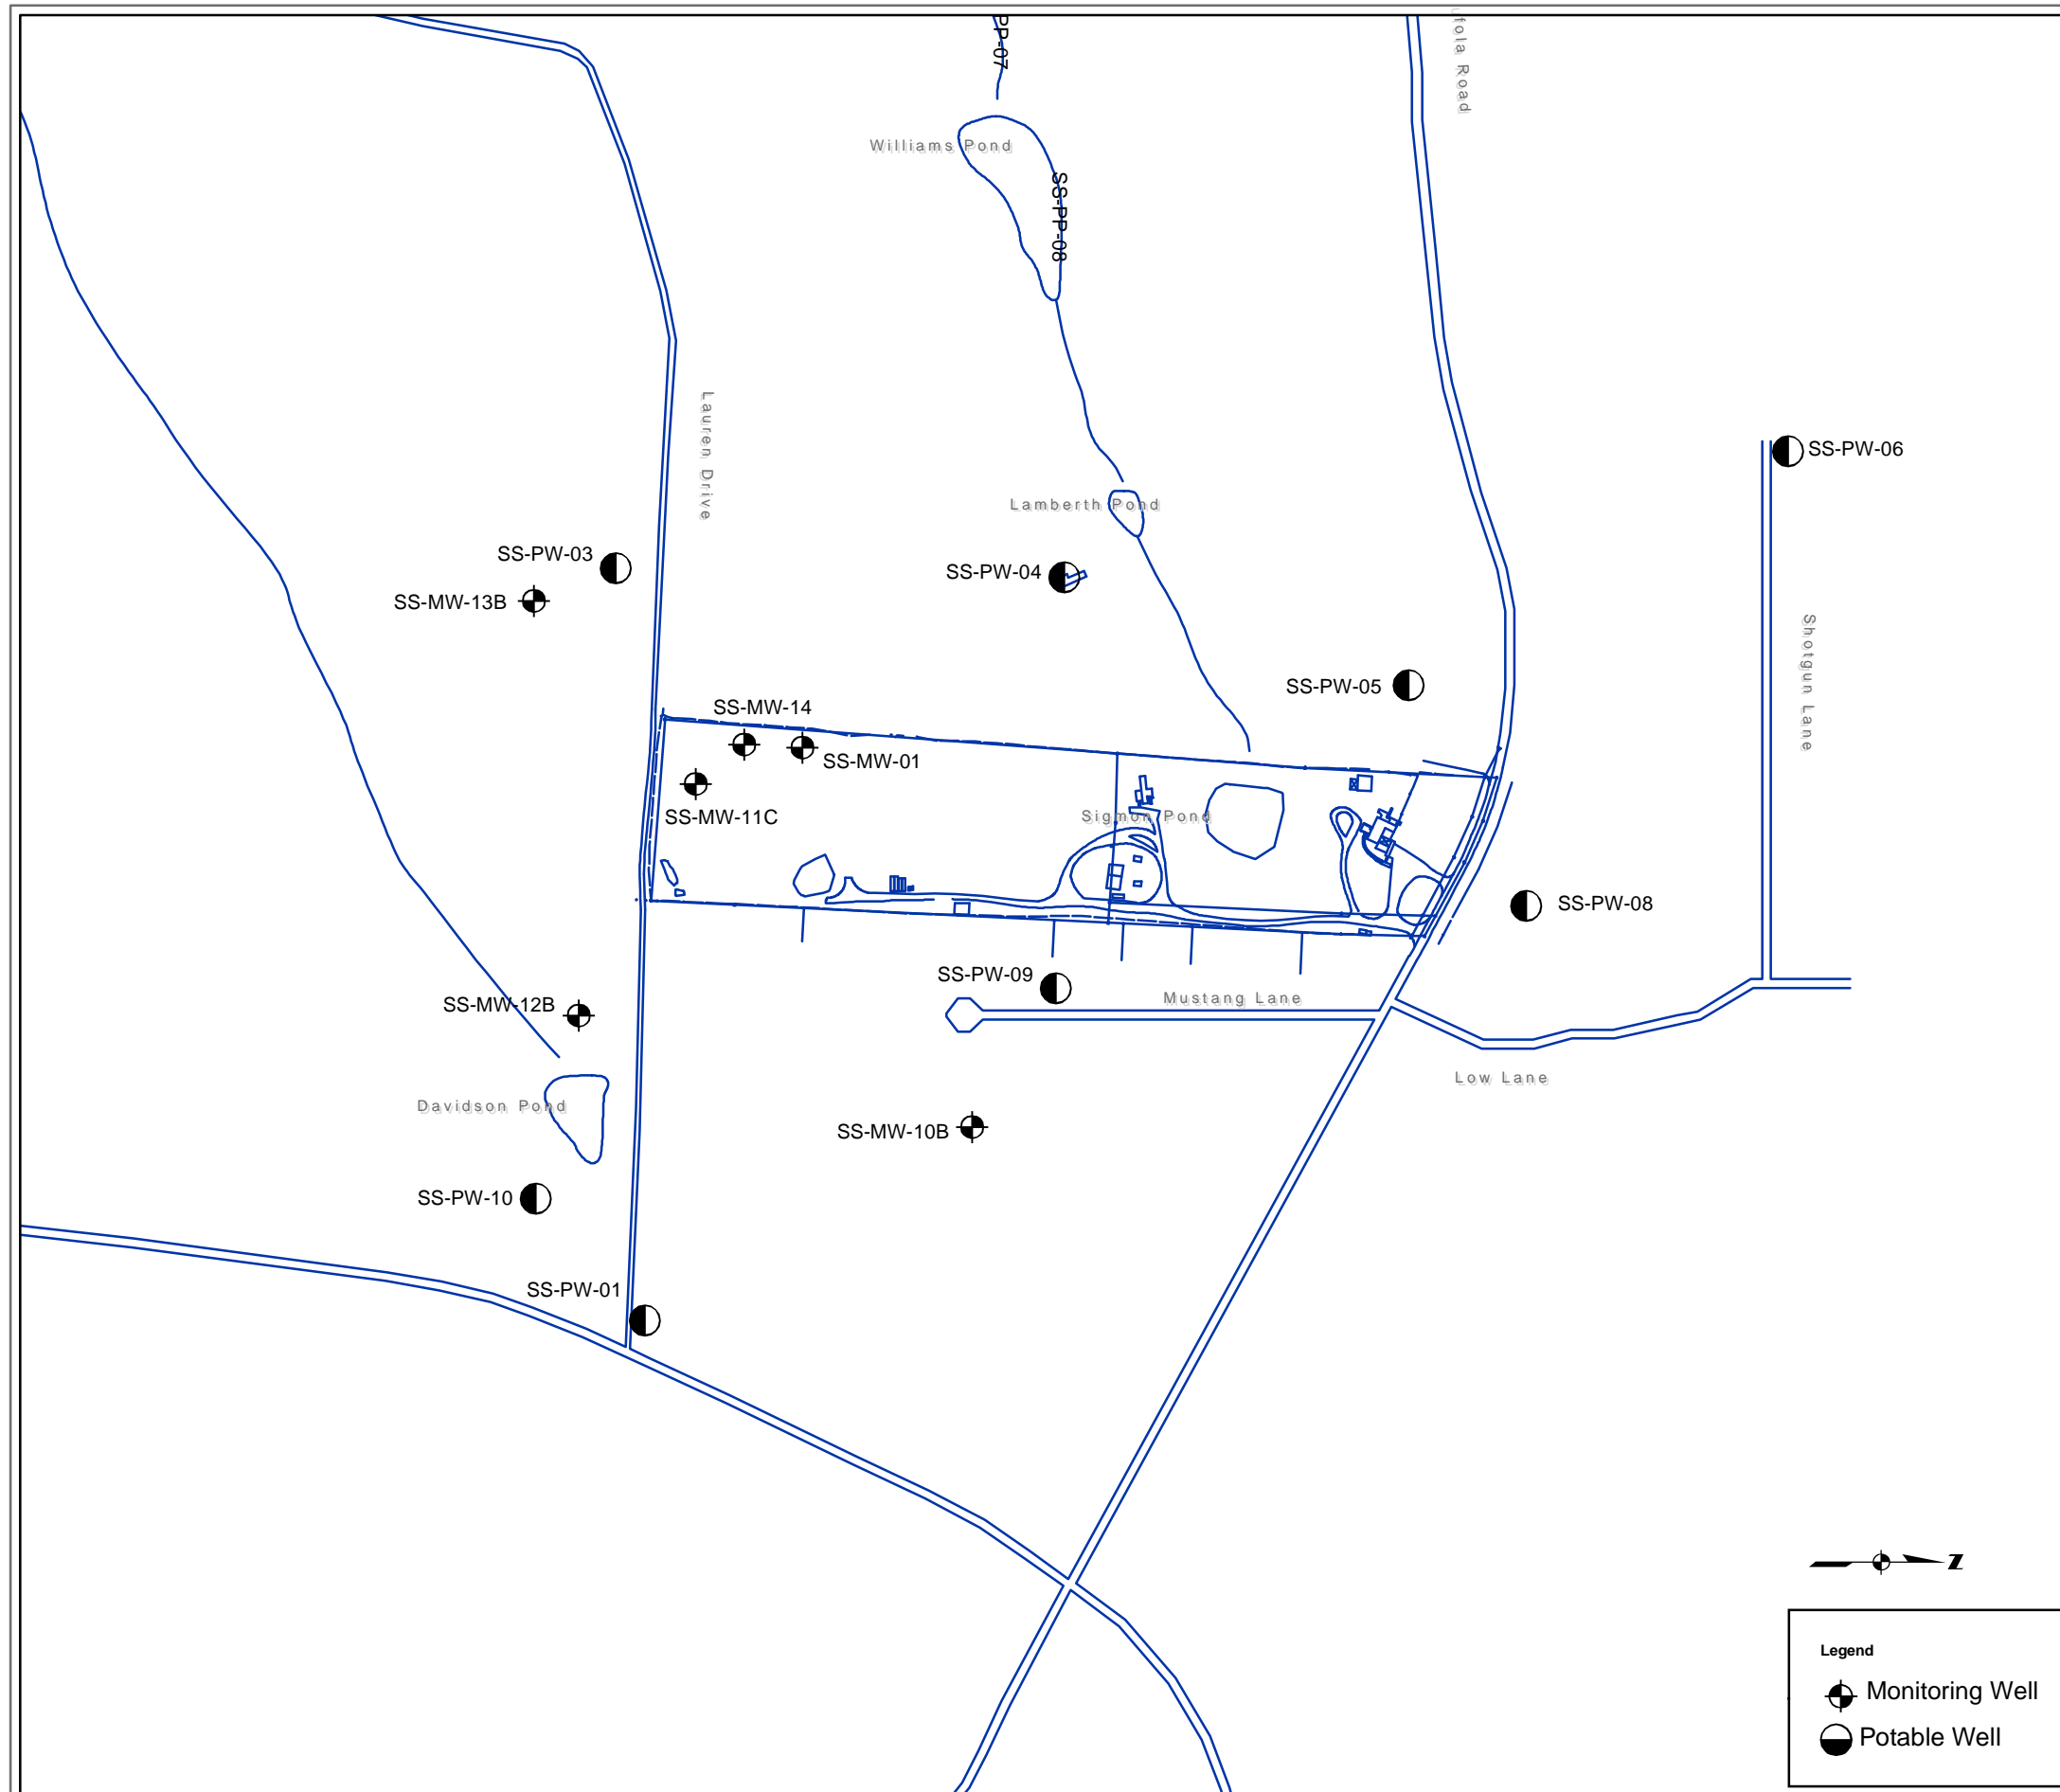 PP-07
fola Road
Williams Pond
SS-PP-08
Lauren Drive
SS-PW-06
Lamberth Pond
SS-PW-03
SS-PW-04
SS-MW-13B
Shotgun Lane
SS-PW-05
SS-MW-14
SS-MW-01
SS-MW-11C
Sigmon Pond
SS-PW-08
SS-PW-09
Mustang Lane
SS-MW-12B
Low Lane
Davidson Pond
SS-MW-10B
SS-PW-10
SS-PW-01
Z
Legend
Monitoring Well
Potable Well